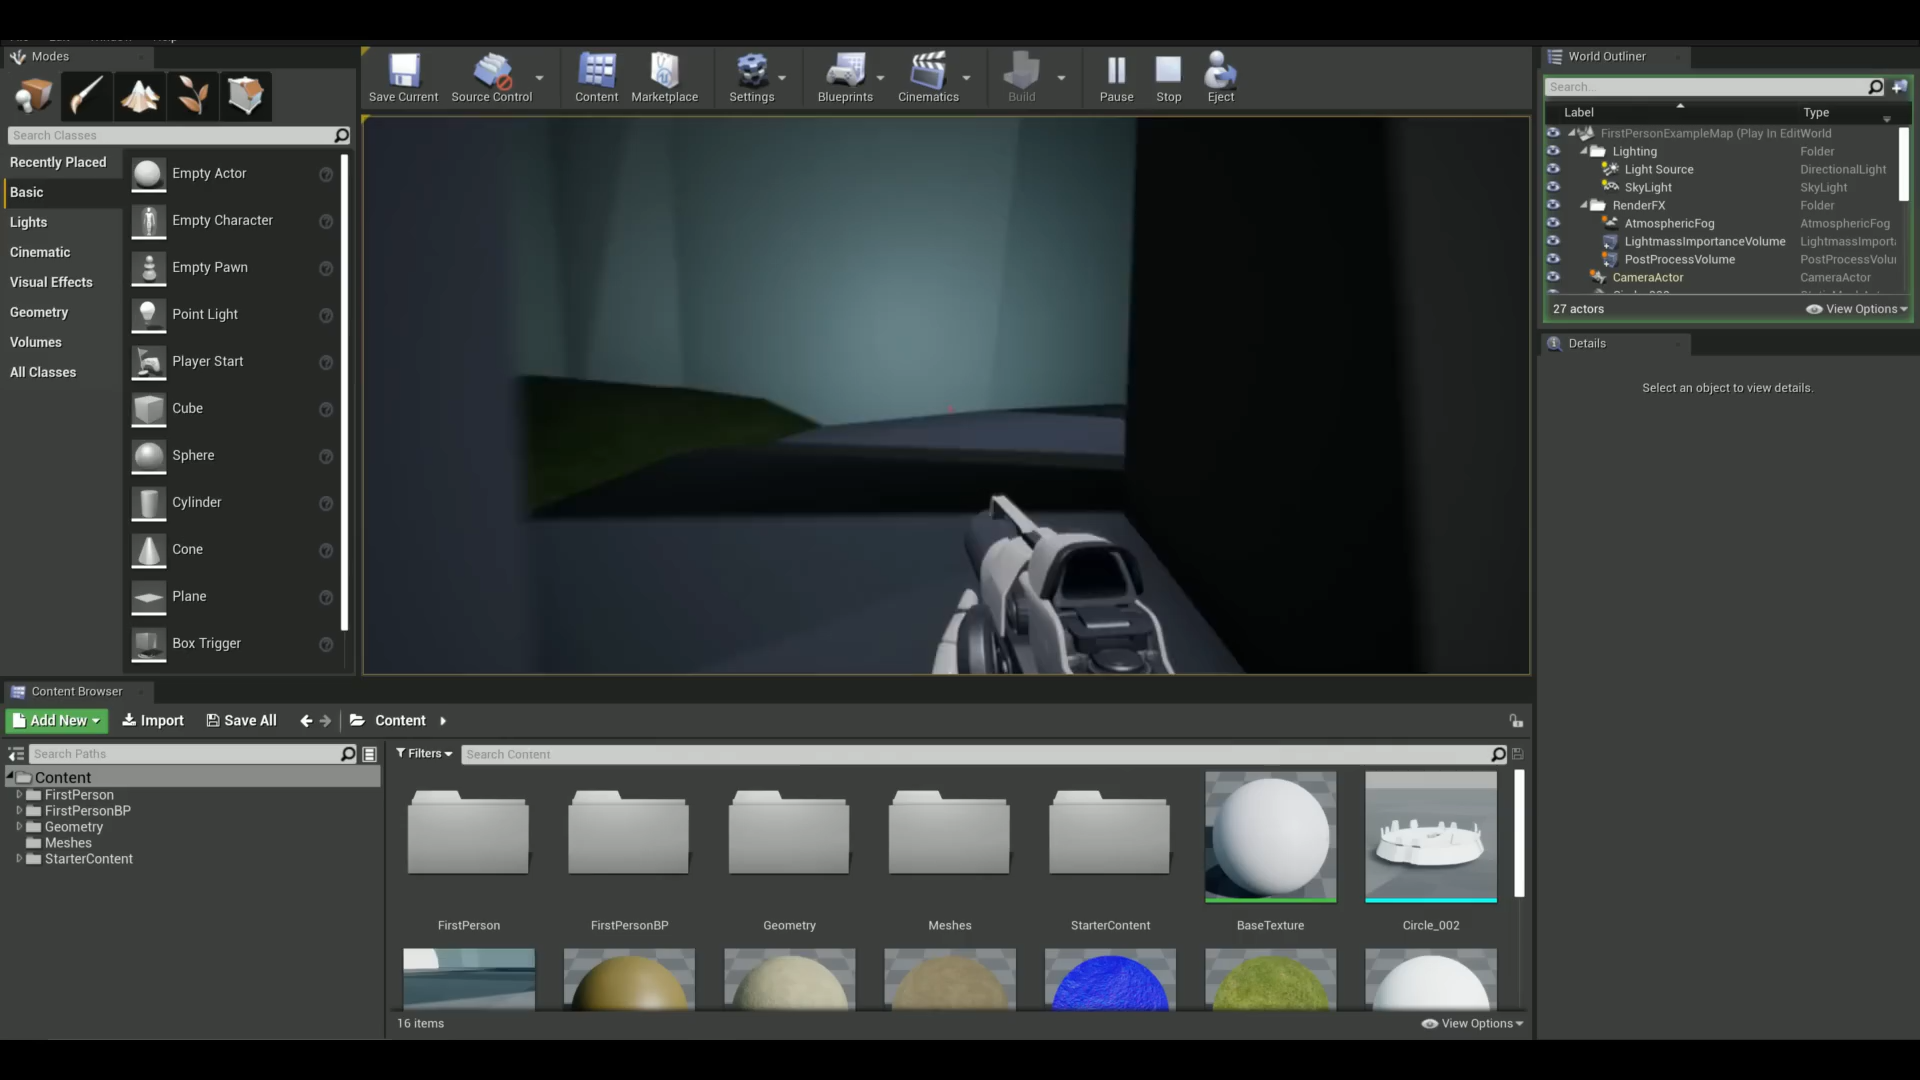 Modes
Save Current
Source Control
Content
Marketplace
Settings
Blueprints
Cinematics
Build
Pause
Stop
Eject
World Outliner
Search...
Label
Type
FirstPersonExampleMap (Play In Edit
World
Lighting
Folder
Light Source
DirectionalLight
SkyLight
SkyLight
RenderFX
Folder
AtmosphericFog
AtmosphericFog
LightmassImportanceVolume
LightmassImporta
PostProcessVolume
PostProcessVolu
CameraActor
CameraActor
27 actors
View Options
Details
Select an object to view details.
Search Classes
Recently Placed
Basic
Lights
Cinematic
Visual Effects
Geometry
Volumes
All Classes
Empty Actor
Empty Character
Empty Pawn
Point Light
Player Start
Cube
Sphere
Cylinder
Cone
Plane
Box Trigger
Content Browser
Add New
Import
Save All
Content
Search Paths
Filters
Search Content
Content
FirstPerson
FirstPersonBP
Geometry
Meshes
StarterContent
FirstPerson
FirstPersonBP
Geometry
Meshes
StarterContent
BaseTexture
Circle_002
16 items
View Options